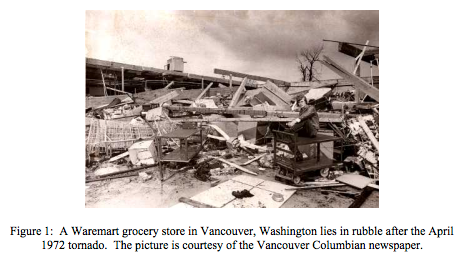 Figure 1:  A Waremart grocery store in Vancouver, Washington lies in rubble after the April
1972 tornado.  The picture is courtesy of the Vancouver Columbian newspaper.